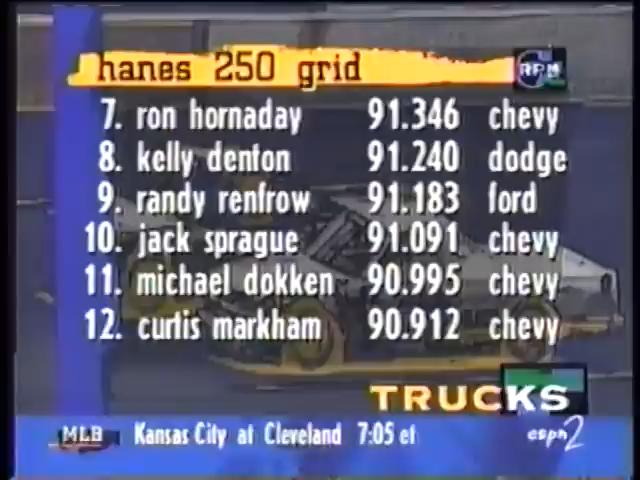 hanes 250 grid
RPM
7. ron hornaday 91.346 chevy
8. kelly denton 91.240 dodge
9. randy renfrow 91.183 ford
10. jack sprague 91.091 chevy
11. michael dokken 90.995 chevy
12. curtis markham 90.912 chevy
TRUCKS
MLB Kansas City at Cleveland 7:05 et espn2